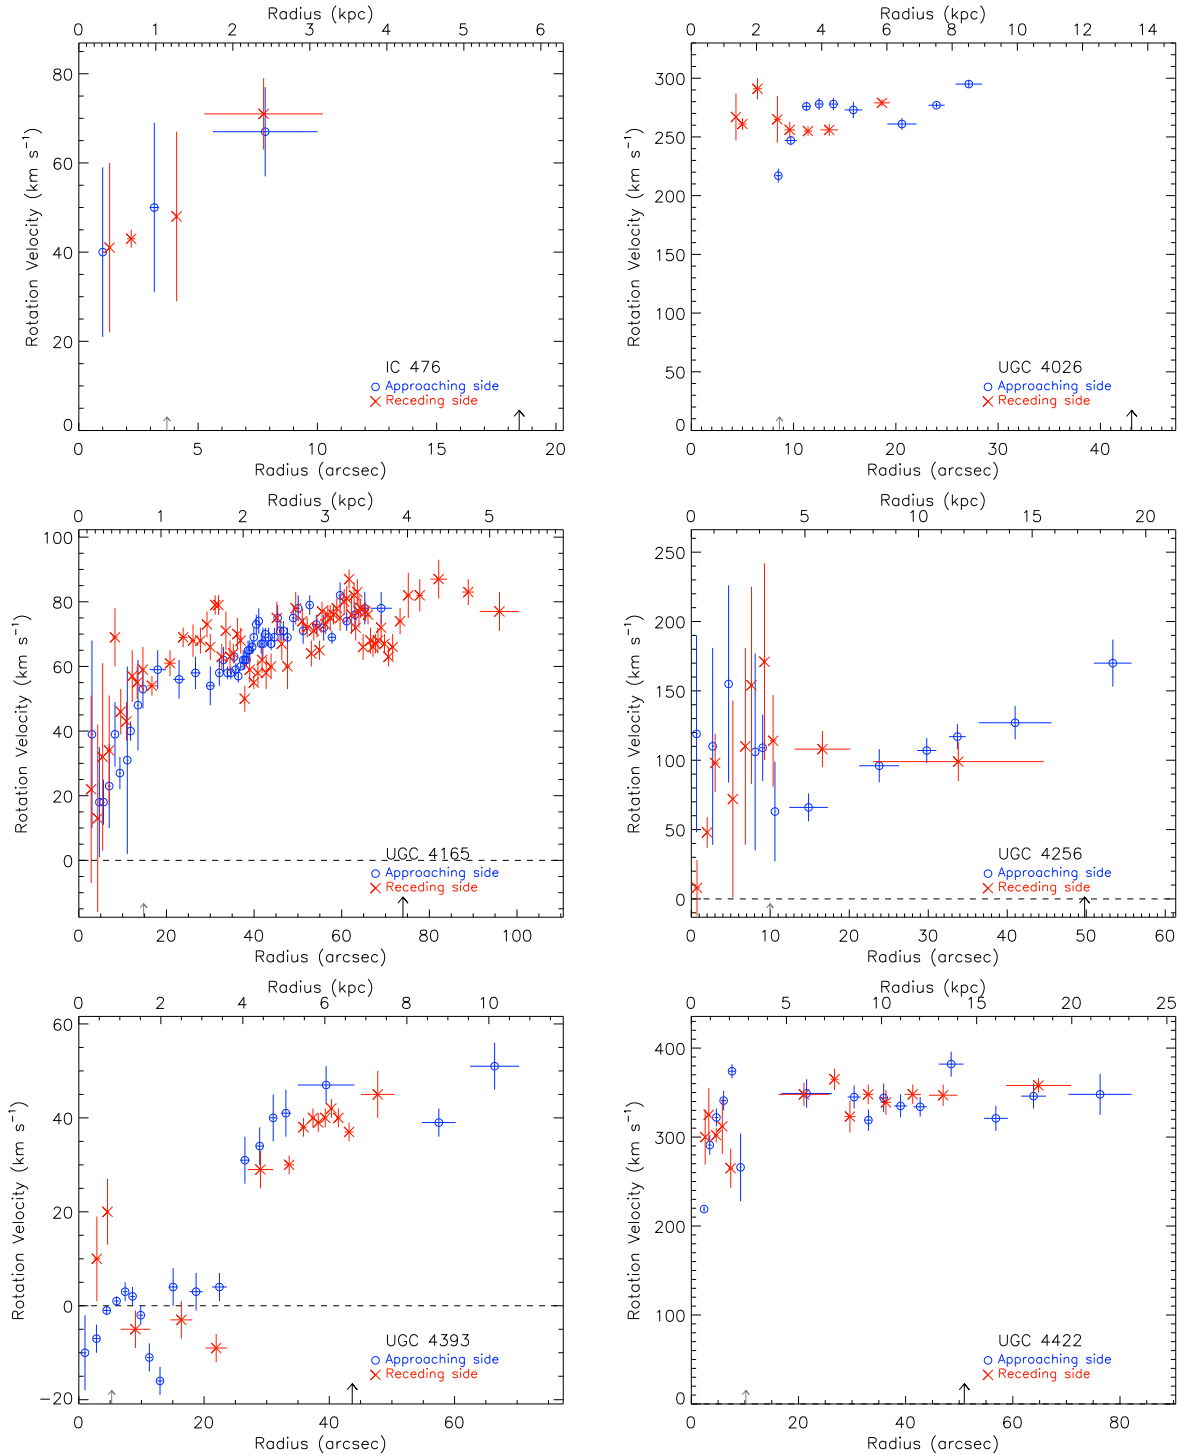 Radius (kpc)
0 1 2 3 4 5 6
Rotation Velocity (km s⁻¹)
80
60
40
20
0
IC 476
Approaching side
Receding side
0 5 10 15 20
Radius (arcsec)
Radius (kpc)
0 2 4 6 8 10 12 14
Rotation Velocity (km s⁻¹)
300
250
200
150
100
50
0
UGC 4026
Approaching side
Receding side
0 10 20 30 40
Radius (arcsec)
Radius (kpc)
0 1 2 3 4 5
Rotation Velocity (km s⁻¹)
100
80
60
40
20
0
UGC 4165
Approaching side
Receding side
0 20 40 60 80 100
Radius (arcsec)
Radius (kpc)
0 5 10 15 20
Rotation Velocity (km s⁻¹)
250
200
150
100
50
0
UGC 4256
Approaching side
Receding side
0 10 20 30 40 50 60
Radius (arcsec)
Radius (kpc)
0 2 4 6 8 10
Rotation Velocity (km s⁻¹)
60
40
20
0
−20
UGC 4393
Approaching side
Receding side
0 20 40 60
Radius (arcsec)
Radius (kpc)
0 5 10 15 20 25
Rotation Velocity (km s⁻¹)
400
300
200
100
0
UGC 4422
Approaching side
Receding side
0 20 40 60 80
Radius (arcsec)